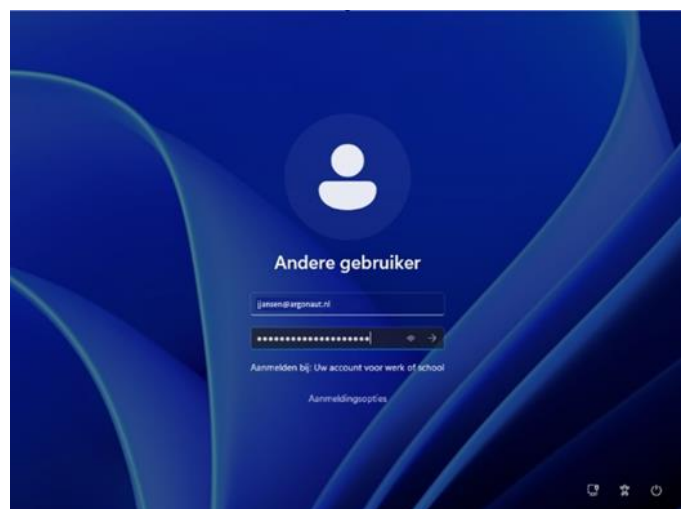 Andere gebruiker
jjansen@argonaut.nl
Aanmelden bij: Uw account voor werk of school
Aanmeldingsopties